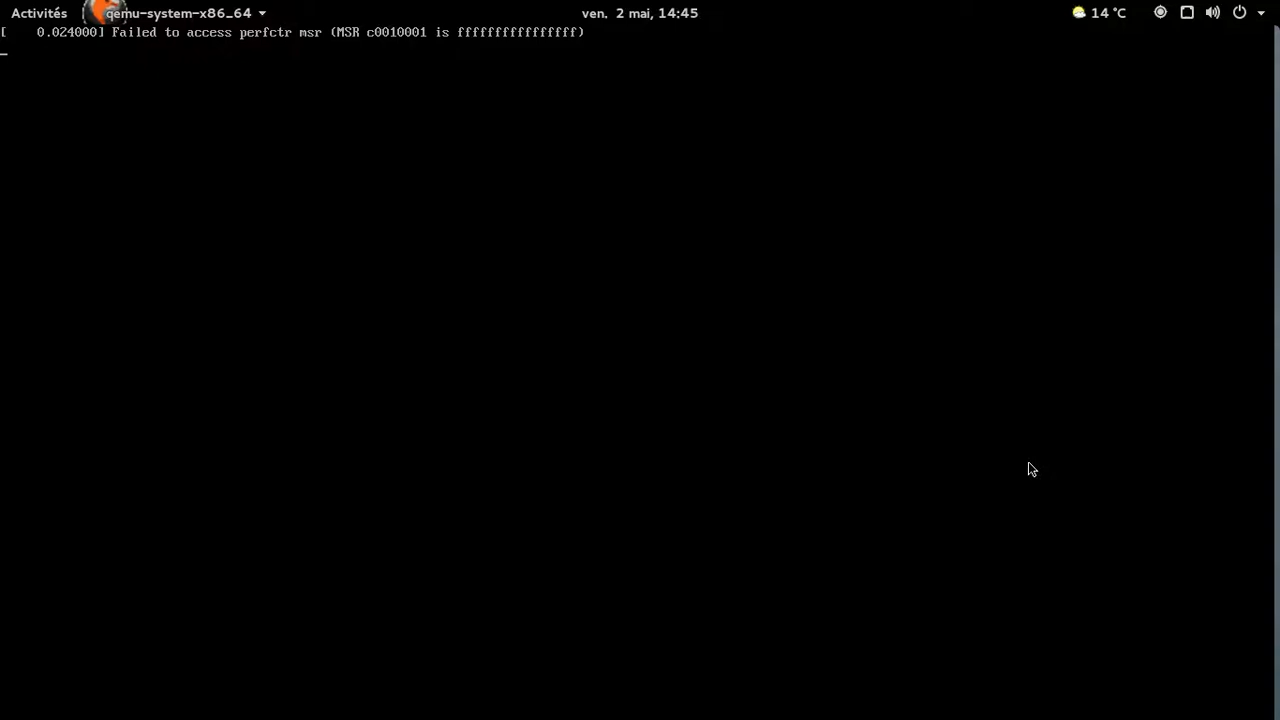 Activités qemu-system-x86_64 ven. 2 mai, 14:45 14 °C
[    0.024000] Failed to access perfctr msr (MSR c0010001 is ffffffffffffffff)